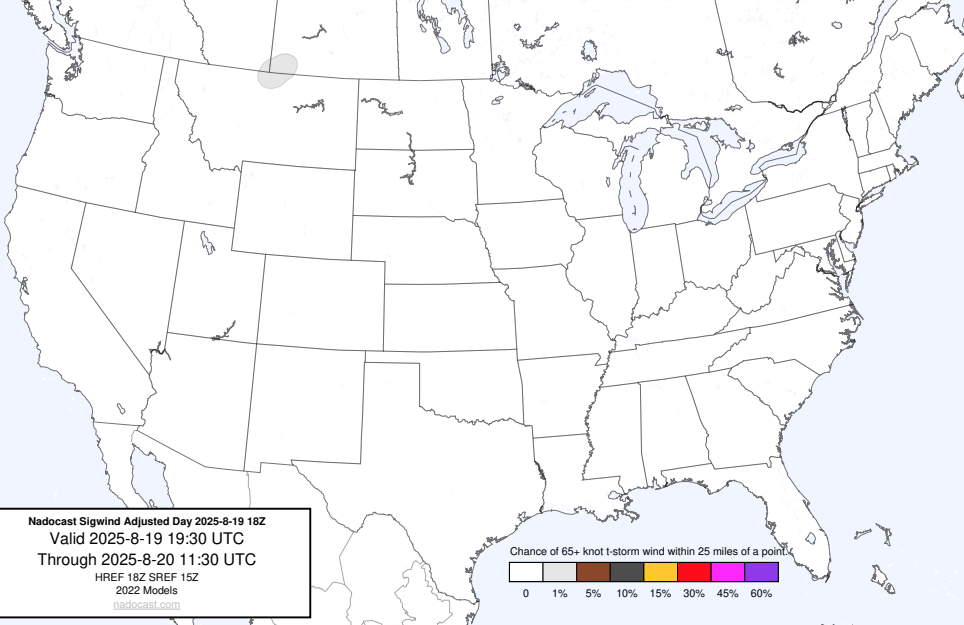 Nadocast Sigwind Adjusted Day 2025-8-19 18Z
Valid 2025-8-19 19:30 UTC
Through 2025-8-20 11:30 UTC
HREF 18Z SREF 15Z
2022 Models
nadocast.com
Chance of 65+ knot t-storm wind within 25 miles of a point.
0 1% 5% 10% 15% 30% 45% 60%